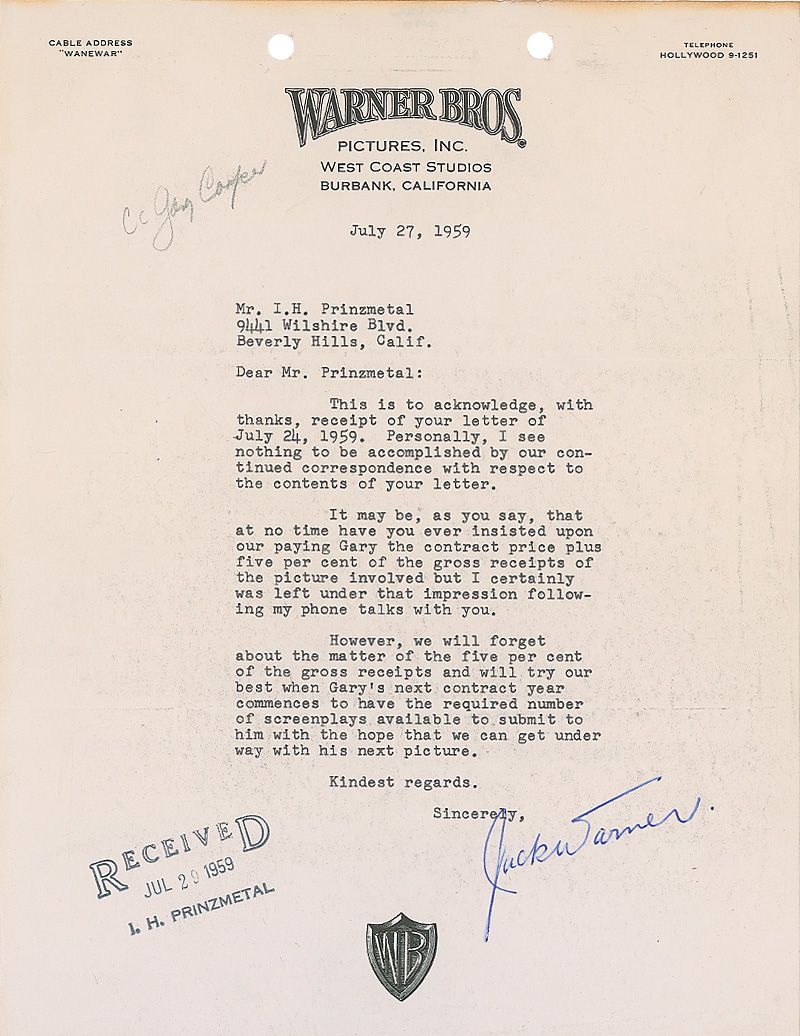 CABLE ADDRESS
"WANEWAR"
TELEPHONE
HOLLYWOOD 9-1251
WARNER BROS.
PICTURES, INC.
WEST COAST STUDIOS
BURBANK, CALIFORNIA
Cc Gary Cooper
July 27, 1959
Mr. I.H. Prinzmetal
9441 Wilshire Blvd.
Beverly Hills, Calif.
Dear Mr. Prinzmetal:
This is to acknowledge, with
thanks, receipt of your letter of
July 24, 1959. Personally, I see
nothing to be accomplished by our con-
tinued correspondence with respect to
the contents of your letter.
It may be, as you say, that
at no time have you ever insisted upon
our paying Gary the contract price plus
five per cent of the gross receipts of
the picture involved but I certainly
was left under that impression follow-
ing my phone talks with you.
However, we will forget
about the matter of the five per cent
of the gross receipts and will try our
best when Gary's next contract year
commences to have the required number
of screenplays available to submit to
him with the hope that we can get under
way with his next picture.
Kindest regards.
Sincerely,
Jack Warner
RECEIVED
JUL 29 1959
I. H. PRINZMETAL
WB